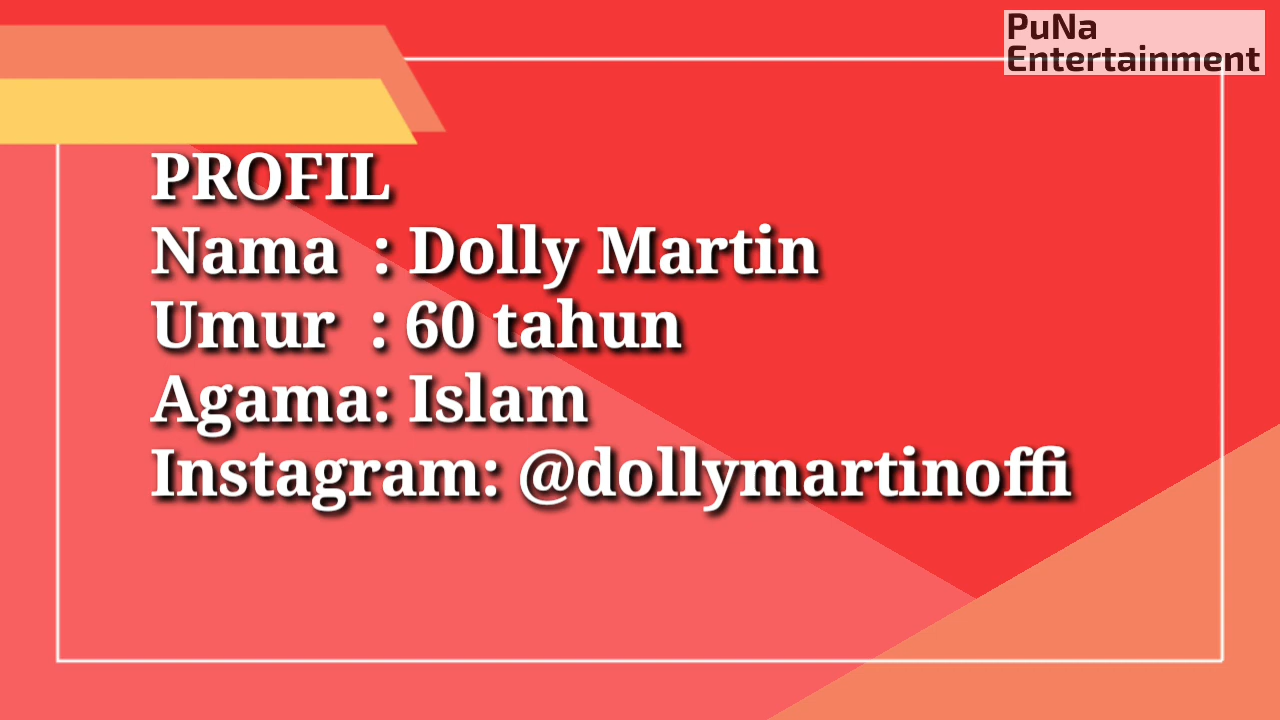 PuNa
Entertainment
PROFIL
Nama : Dolly Martin
Umur : 60 tahun
Agama: Islam
Instagram: @dollymartinoffi